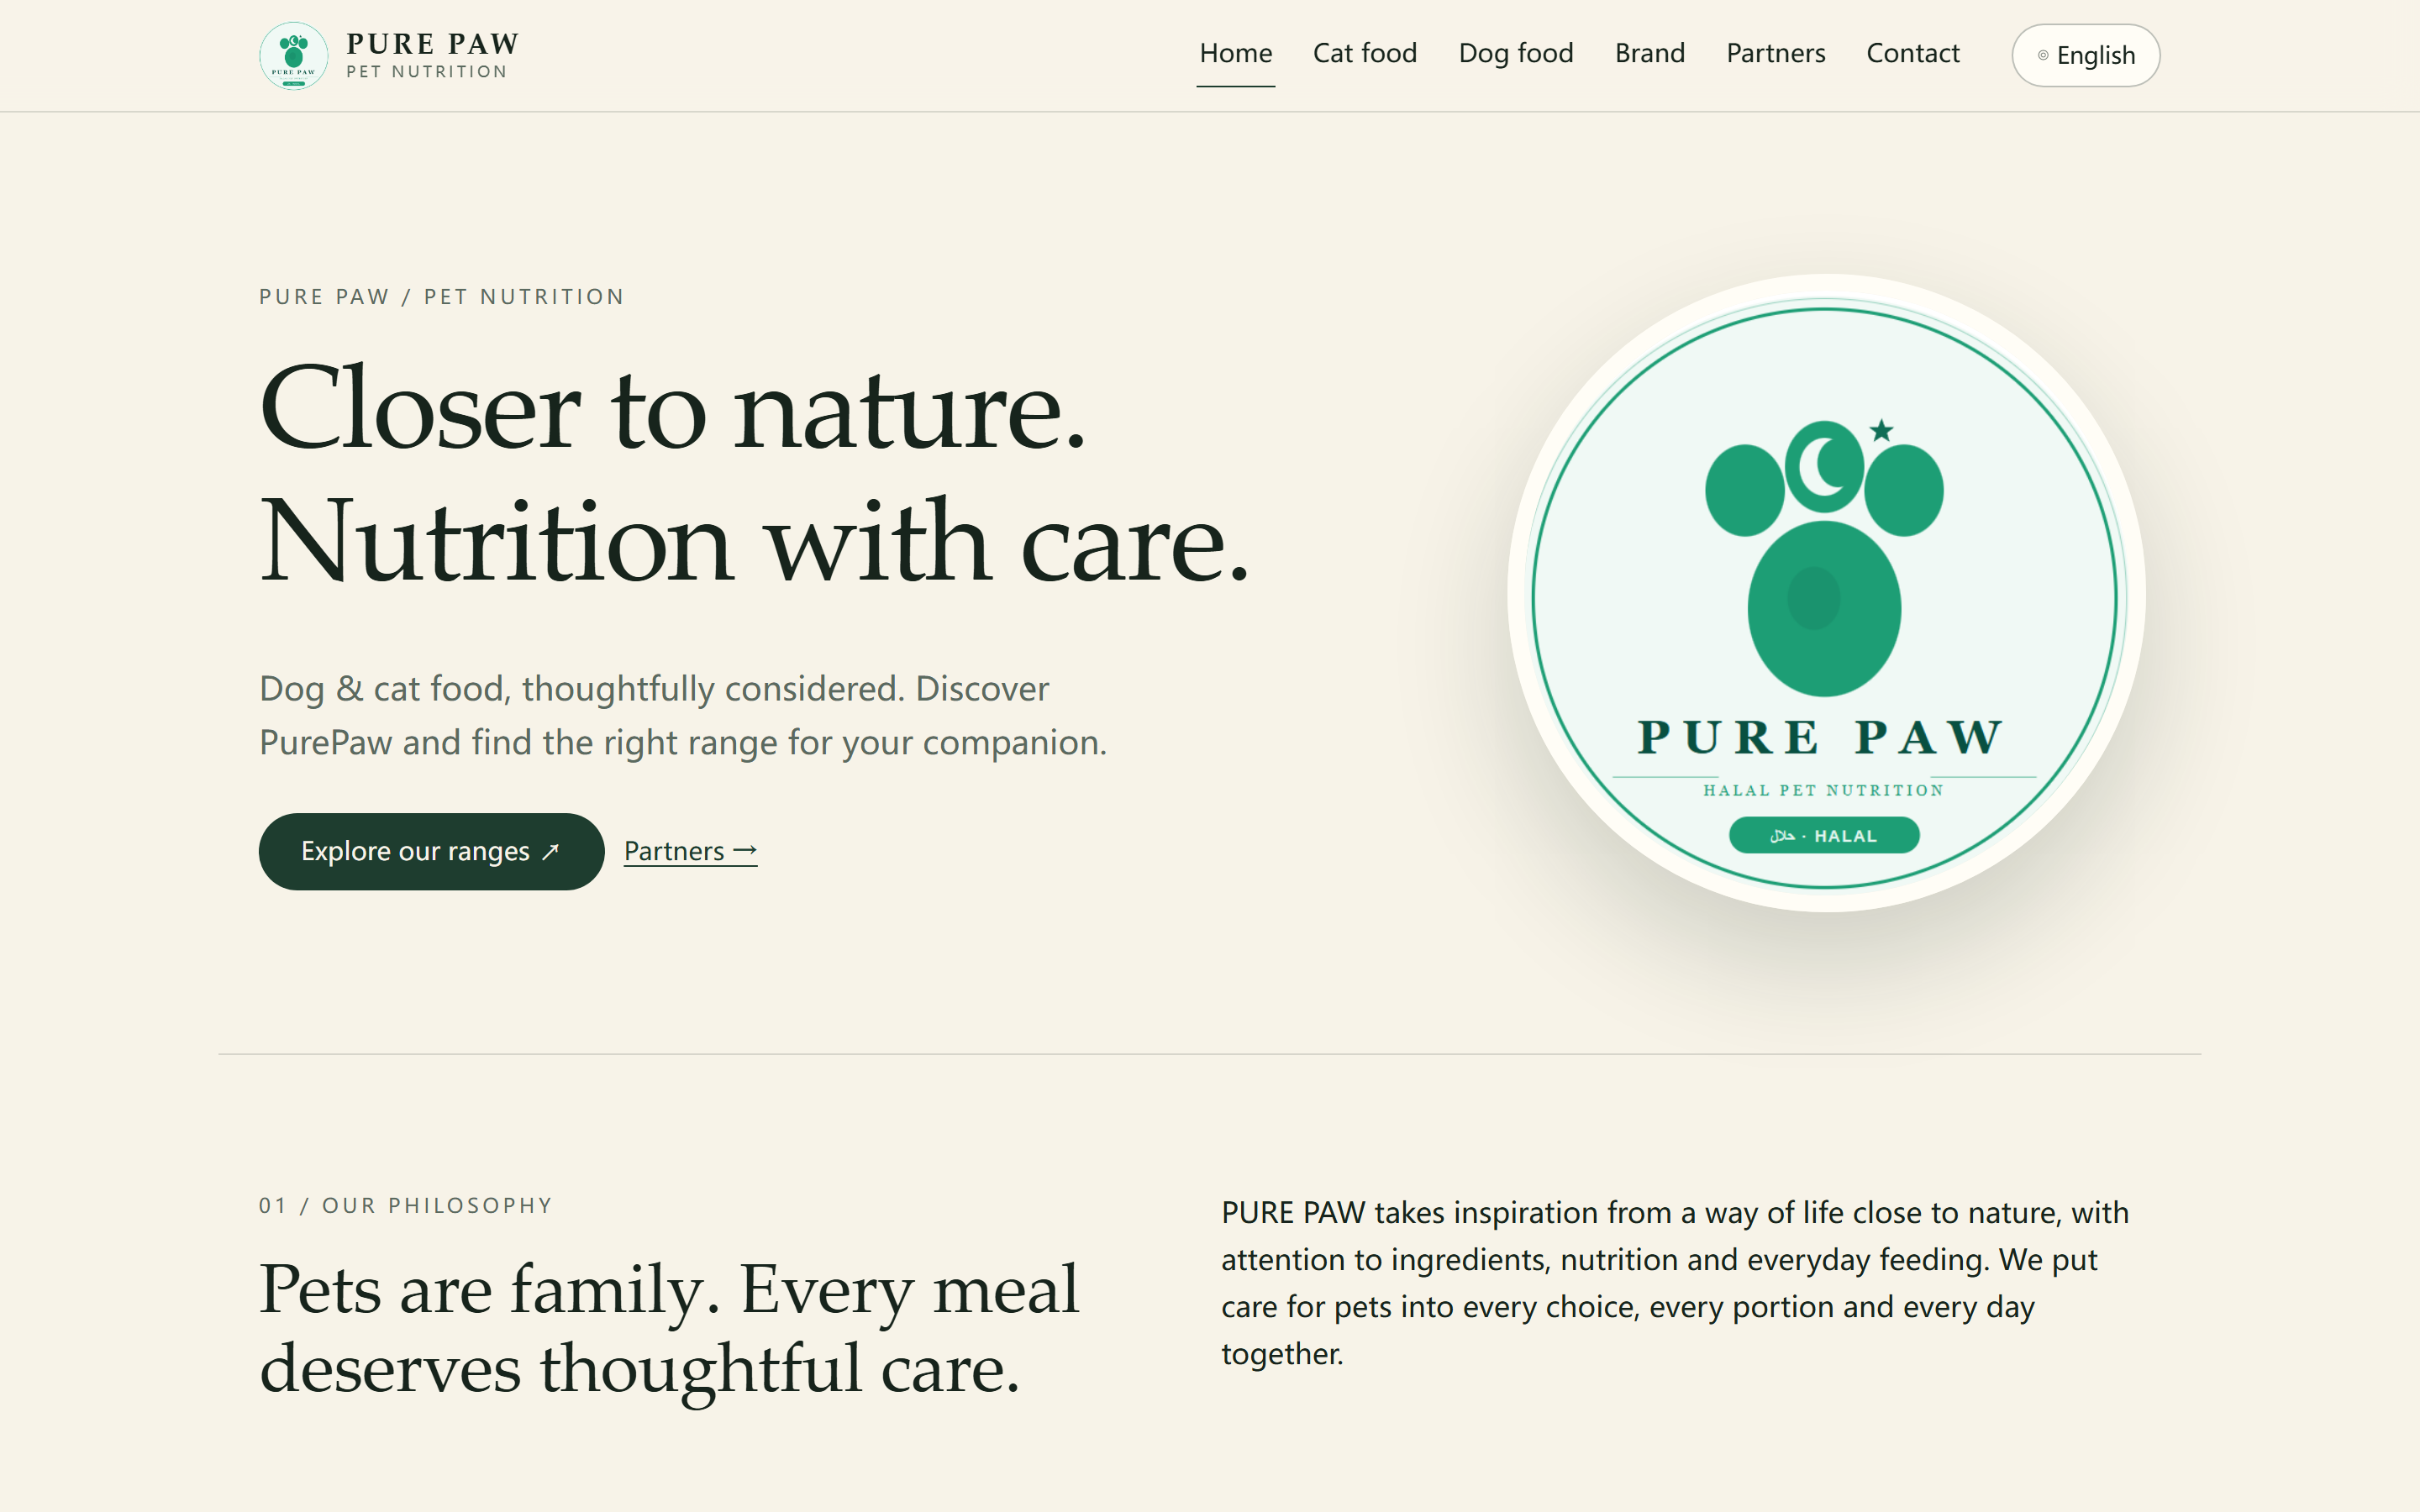 PURE PAW
PURE PAW
PET NUTRITION
Home
Cat food
Dog food
Brand
Partners
Contact
English
PURE PAW / PET NUTRITION
Closer to nature.
Nutrition with care.
Dog & cat food, thoughtfully considered. Discover
PurePaw and find the right range for your companion.
Explore our ranges ↗
Partners →
PURE PAW
HALAL PET NUTRITION
حلال · HALAL
01 / OUR PHILOSOPHY
Pets are family. Every meal
deserves thoughtful care.
PURE PAW takes inspiration from a way of life close to nature, with
attention to ingredients, nutrition and everyday feeding. We put
care for pets into every choice, every portion and every day
together.